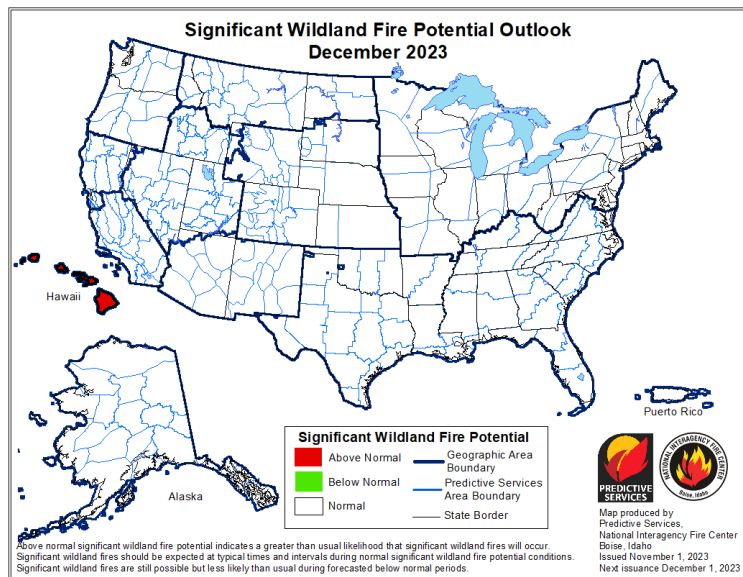 Significant Wildland Fire Potential Outlook
December 2023
Hawaii
Alaska
Puerto Rico
Significant Wildland Fire Potential
Above Normal
Below Normal
Normal
Geographic Area
Boundary
Predictive Services
Area Boundary
State Border
PREDICTIVE
SERVICES
NATIONAL INTERAGENCY FIRE CENTER
Boise, Idaho
Map produced by
Predictive Services,
National Interagency Fire Center
Boise, Idaho
Issued November 1, 2023
Next issuance December 1, 2023
Above normal significant wildland fire potential indicates a greater than usual likelihood that significant wildland fires will occur.
Significant wildland fires should be expected at typical times and intervals during normal significant wildland fire potential conditions.
Significant wildland fires are still possible but less likely than usual during forecasted below normal periods.